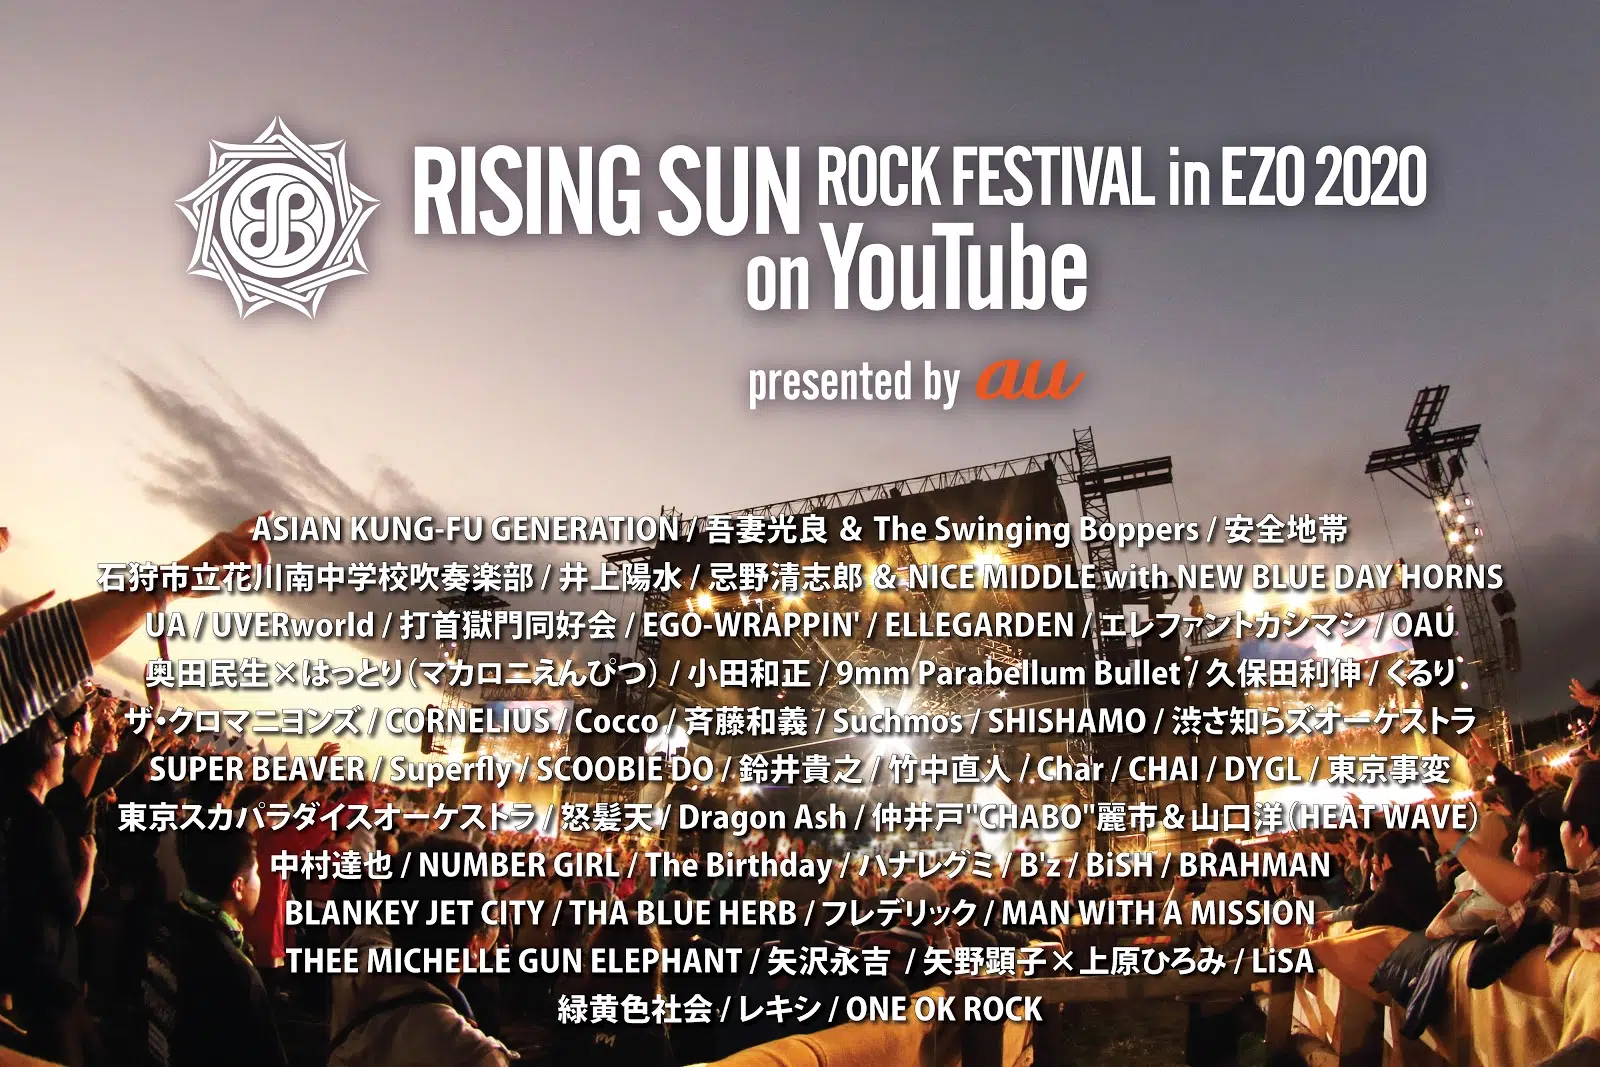 RISING SUN ROCK FESTIVAL in EZO 2020
on YouTube
presented by au
ASIAN KUNG-FU GENERATION / 吾妻光良 & The Swinging Boppers / 安全地帯
石狩市立花川南中学校吹奏楽部 / 井上陽水 / 忌野清志郎 & NICE MIDDLE with NEW BLUE DAY HORNS
UA / UVERworld / 打首獄門同好会 / EGO-WRAPPIN' / ELLEGARDEN / エレファントカシマシ / OAU
奥田民生×はっとり（マカロニえんぴつ） / 小田和正 / 9mm Parabellum Bullet / 久保田利伸 / くるり
ザ・クロマニヨンズ / CORNELIUS / Cocco / 斉藤和義 / Suchmos / SHISHAMO / 渋さ知らズオーケストラ
SUPER BEAVER / Superfly / SCOOBIE DO / 鈴井貴之 / 竹中直人 / Char / CHAI / DYGL / 東京事変
東京スカパラダイスオーケストラ / 怒髪天 / Dragon Ash / 仲井戸"CHABO"麗市＆山口洋（HEAT WAVE）
中村達也 / NUMBER GIRL / The Birthday / ハナレグミ / B'z / BiSH / BRAHMAN
BLANKEY JET CITY / THA BLUE HERB / フレデリック / MAN WITH A MISSION
THEE MICHELLE GUN ELEPHANT / 矢沢永吉 / 矢野顕子×上原ひろみ / LiSA
緑黄色社会 / レキシ / ONE OK ROCK